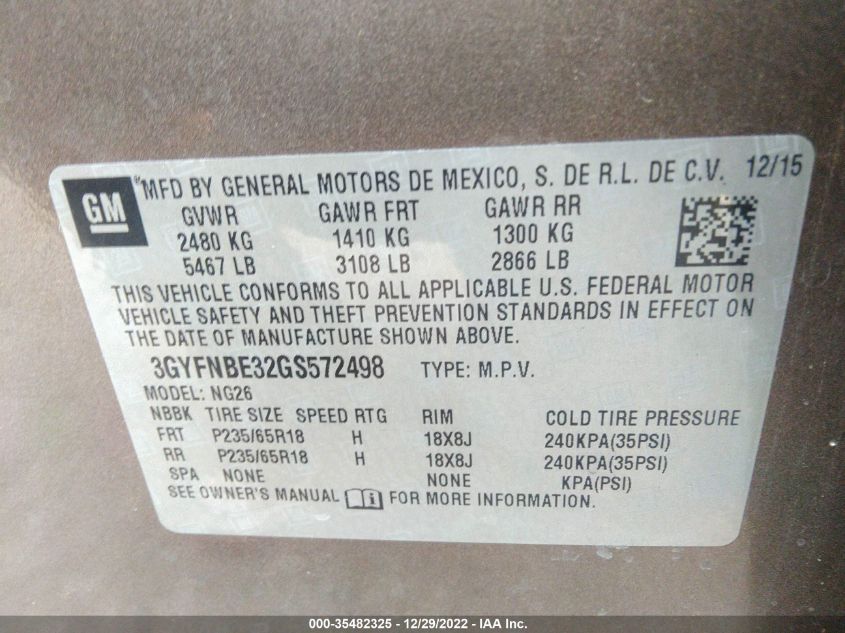 GM
MFD BY GENERAL MOTORS DE MEXICO, S. DE R.L. DE C.V. 12/15
GVWR GAWR FRT GAWR RR
2480 KG 1410 KG 1300 KG
5467 LB 3108 LB 2866 LB
THIS VEHICLE CONFORMS TO ALL APPLICABLE U.S. FEDERAL MOTOR
VEHICLE SAFETY AND THEFT PREVENTION STANDARDS IN EFFECT ON
THE DATE OF MANUFACTURE SHOWN ABOVE.
3GYFNBE32GS572498 TYPE: M.P.V.
MODEL: NG26
NBBK TIRE SIZE SPEED RTG RIM COLD TIRE PRESSURE
FRT P235/65R18 H 18X8J 240KPA(35PSI)
RR P235/65R18 H 18X8J 240KPA(35PSI)
SPA NONE NONE KPA(PSI)
SEE OWNER'S MANUAL FOR MORE INFORMATION.
000-35482325 - 12/29/2022 - IAA Inc.